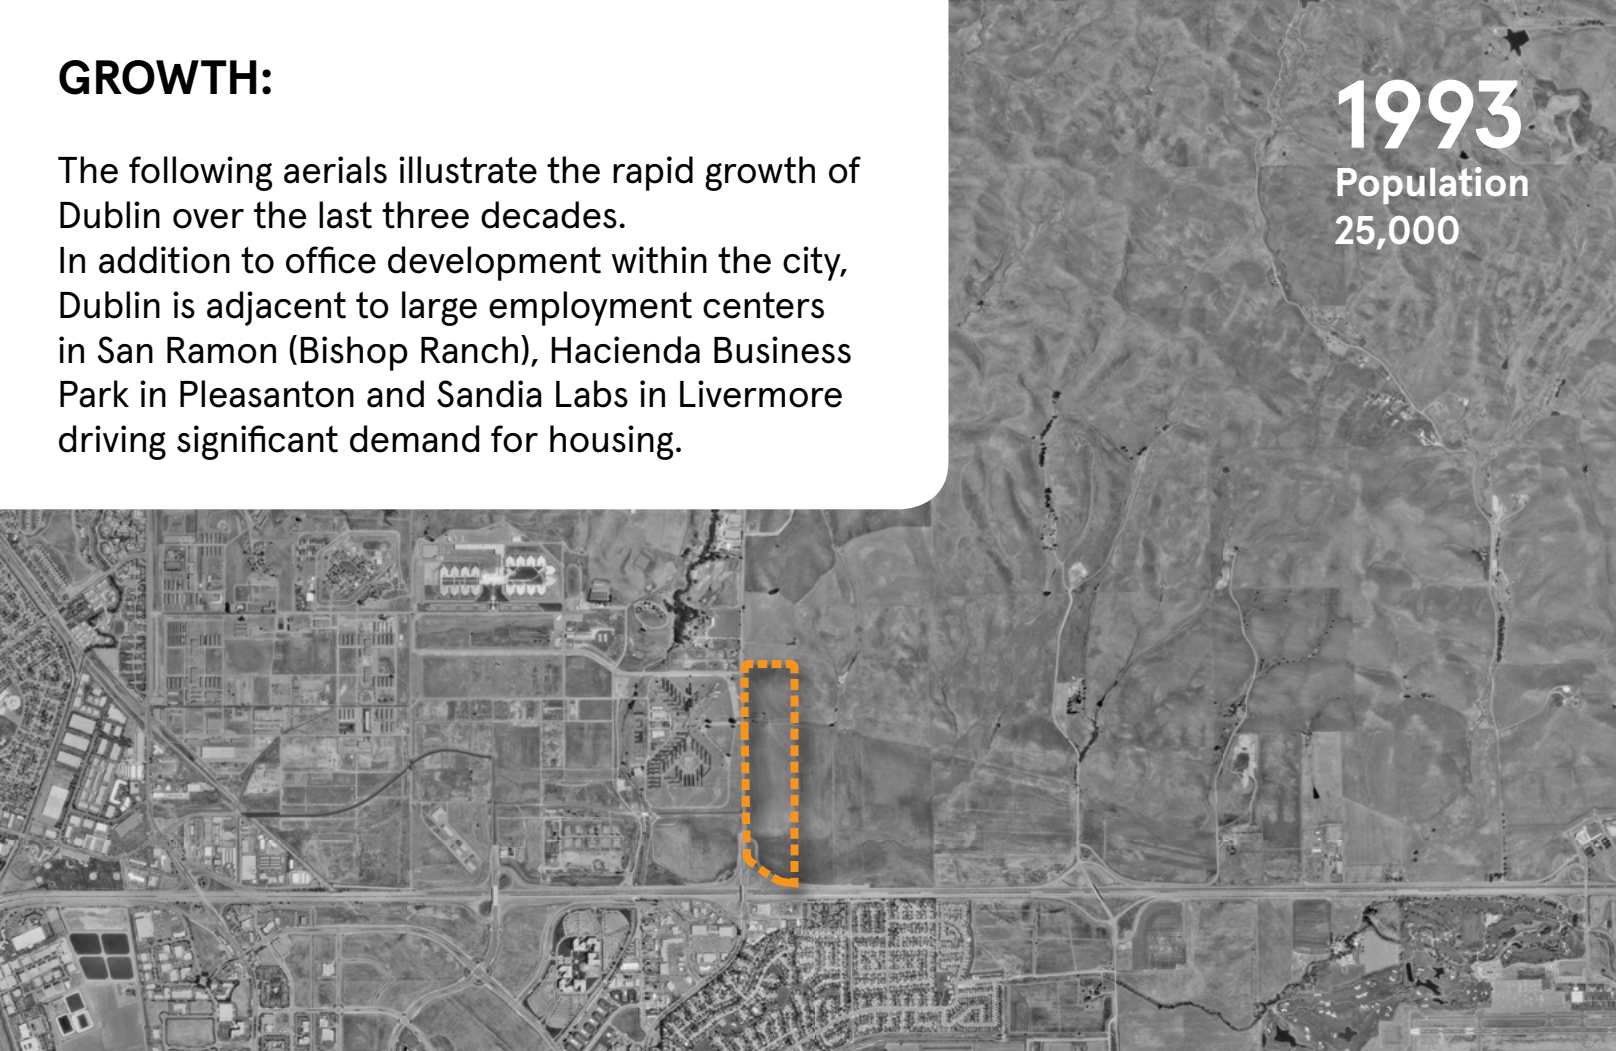 GROWTH:
The following aerials illustrate the rapid growth of
Dublin over the last three decades.
In addition to office development within the city,
Dublin is adjacent to large employment centers
in San Ramon (Bishop Ranch), Hacienda Business
Park in Pleasanton and Sandia Labs in Livermore
driving significant demand for housing.
1993
Population
25,000